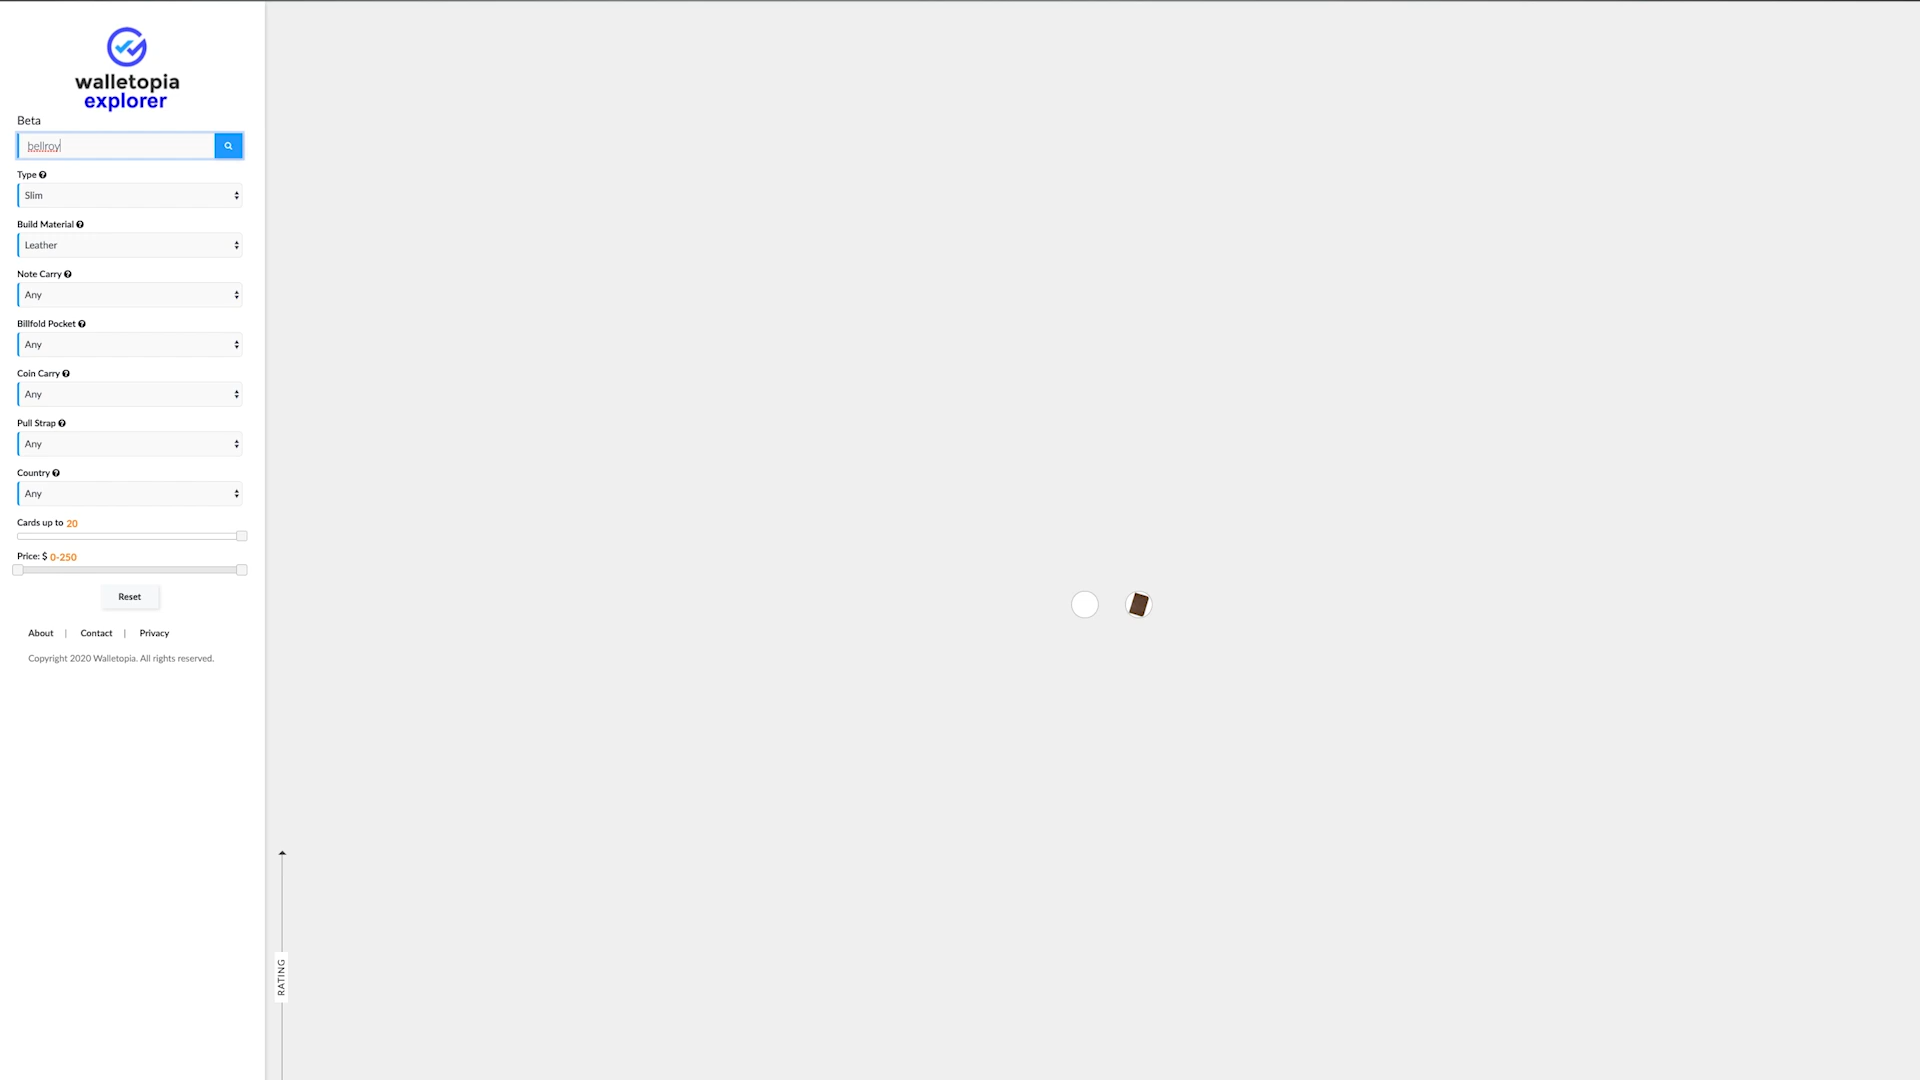 walletopia
explorer
Beta
bellroy
Type
Slim
Build Material
Leather
Note Carry
Any
Billfold Pocket
Any
Coin Carry
Any
Pull Strap
Any
Country
Any
Cards up to 20
Price: $ 0-250
Reset
About | Contact | Privacy
Copyright 2020 Walletopia. All rights reserved.
RATING